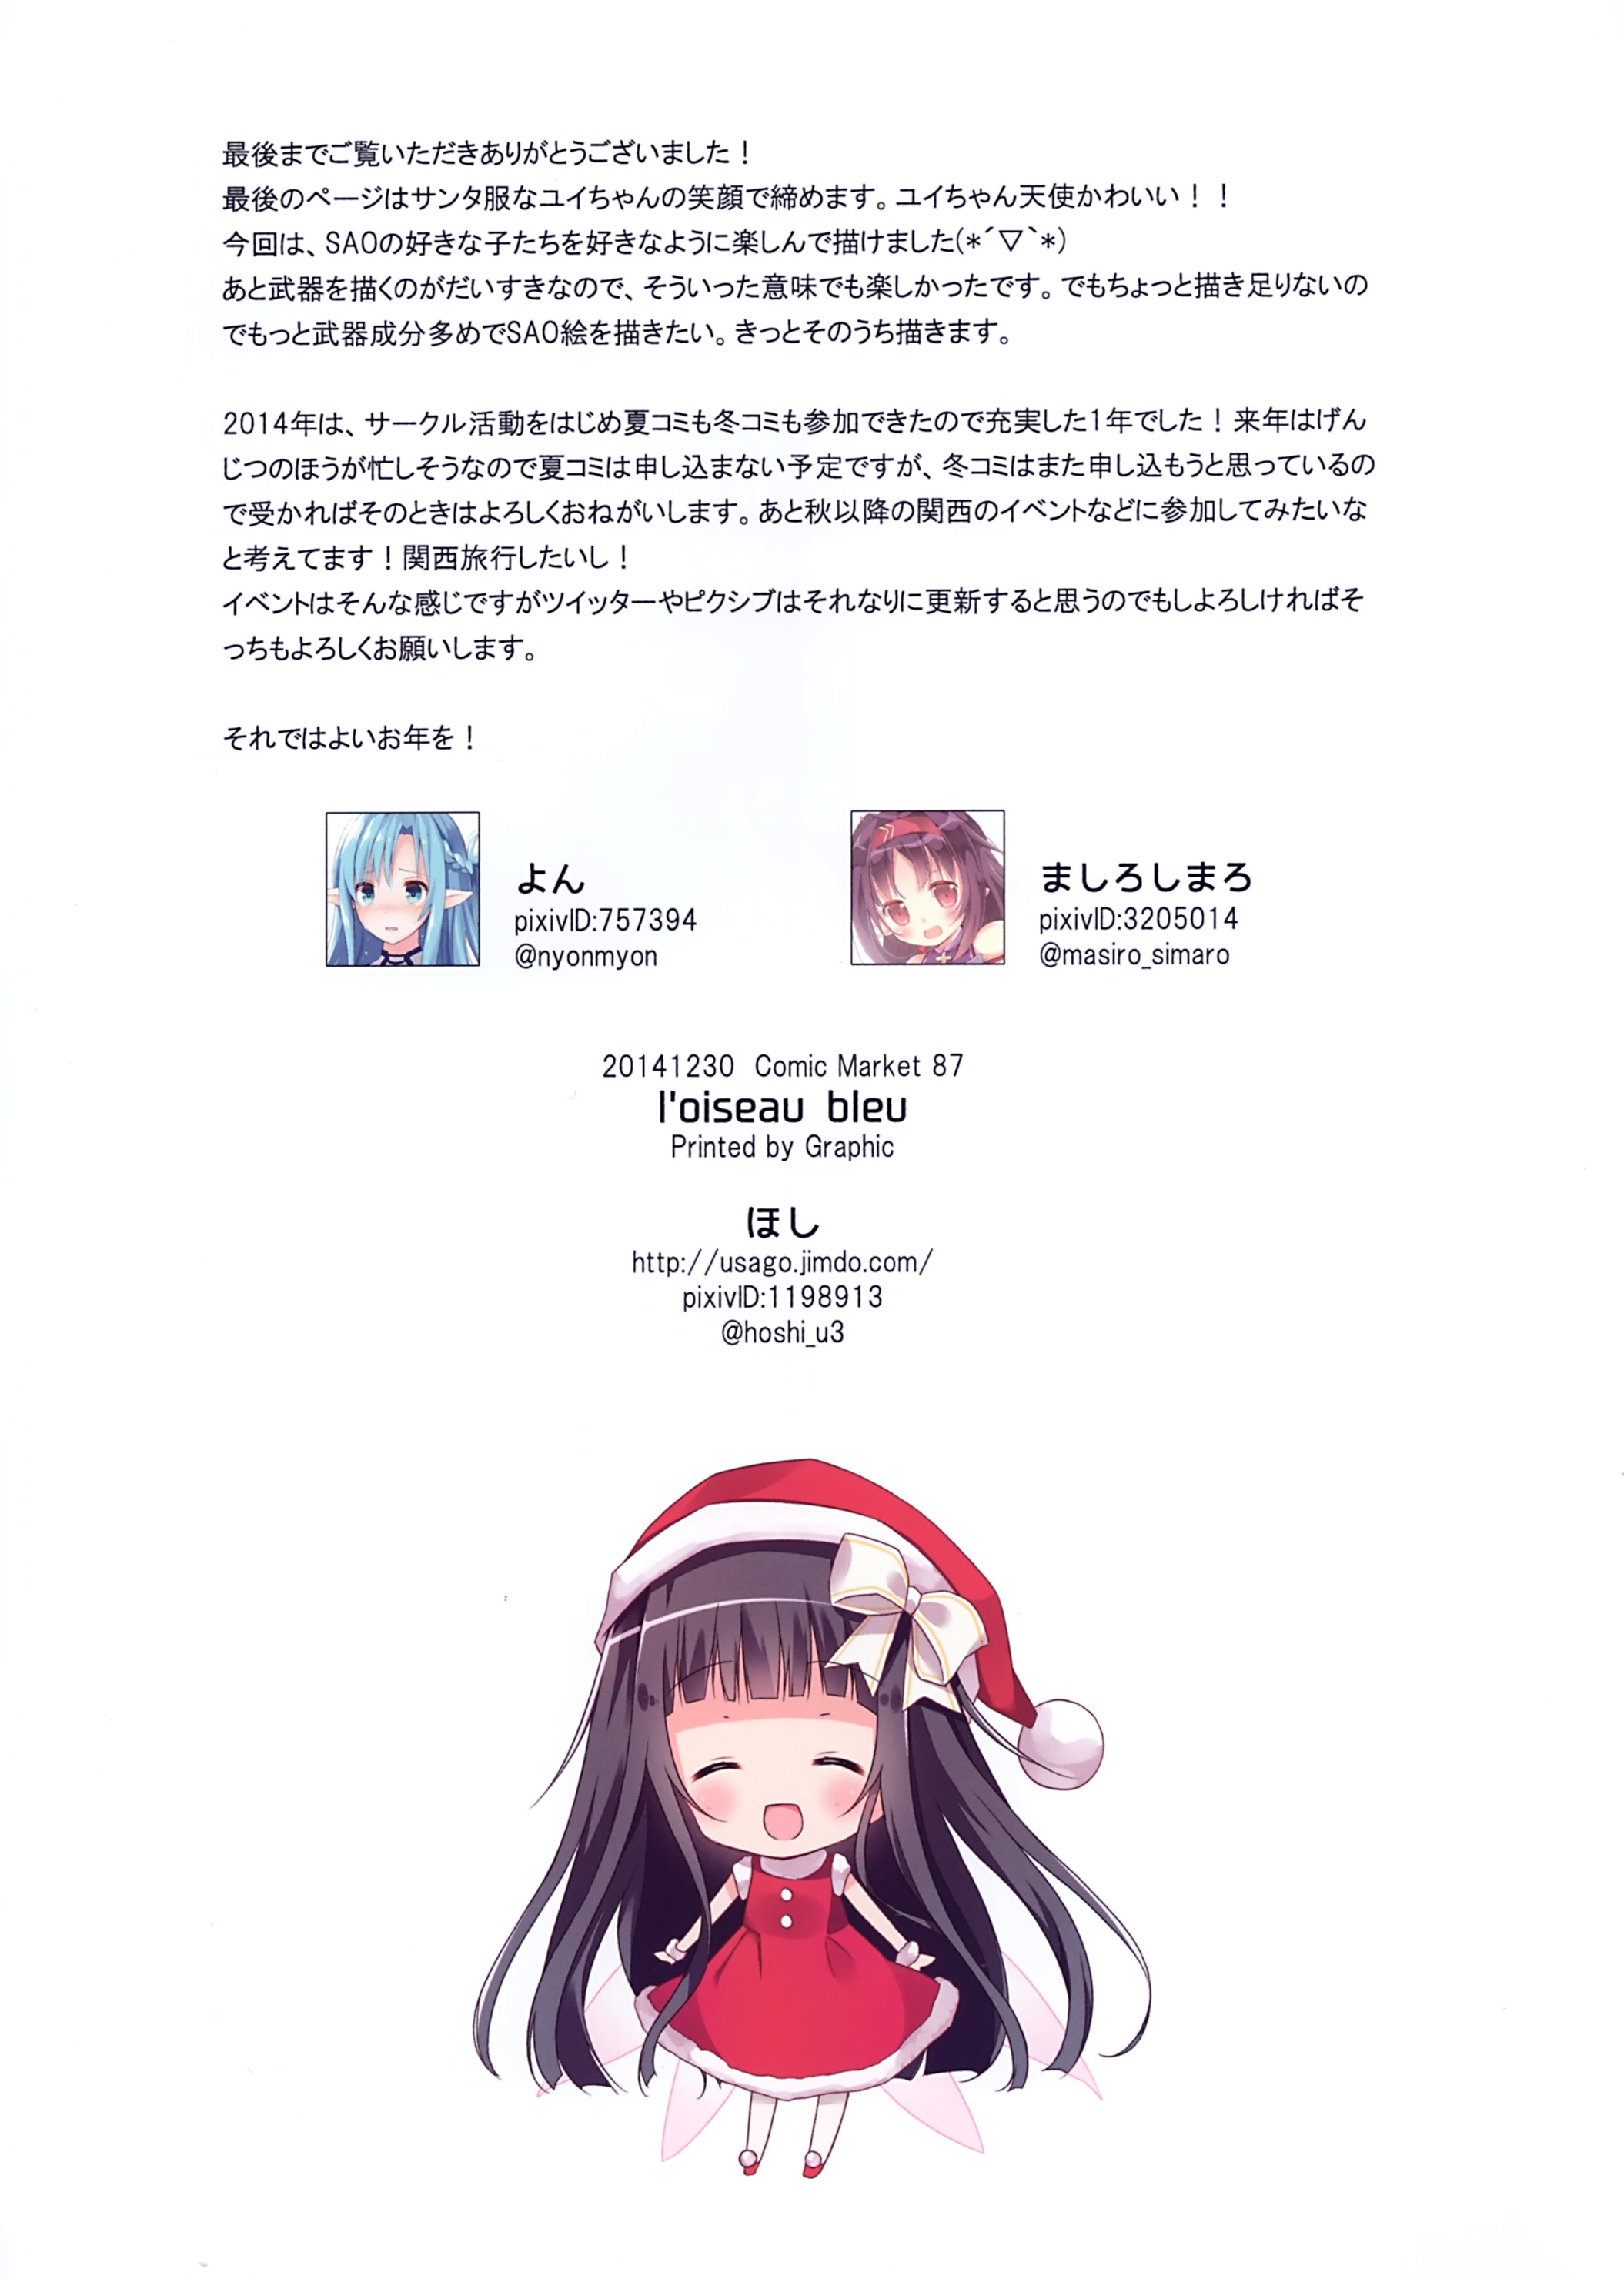 最後までご覧いただきありがとうございました！
最後のページはサンタ服なユイちゃんの笑顔で締めます。ユイちゃん天使かわいい！！
今回は、SAOの好きな子たちを好きなように楽しんで描けました(*´▽`*)
あと武器を描くのがだいすきなので、そういった意味でも楽しかったです。でもちょっと描き足りないの
でもっと武器成分多めでSAO絵を描きたい。きっとそのうち描きます。
2014年は、サークル活動をはじめ夏コミも冬コミも参加できたので充実した1年でした！来年はげん
じつのほうが忙しそうなので夏コミは申し込まない予定ですが、冬コミはまた申し込もうと思っているの
で受かればそのときはよろしくおねがいします。あと秋以降の関西のイベントなどに参加してみたいな
と考えてます！関西旅行したいし！
イベントはそんな感じですがツイッターやピクシブはそれなりに更新すると思うのでもしよろしければそ
っちもよろしくお願いします。
それではよいお年を！
よん
pixivID:757394
@nyonmyon
ましろしまろ
pixivID:3205014
@masiro_simaro
20141230 Comic Market 87
l'oiseau bleu
Printed by Graphic
ほし
http://usago.jimdo.com/
pixivID:1198913
@hoshi_u3